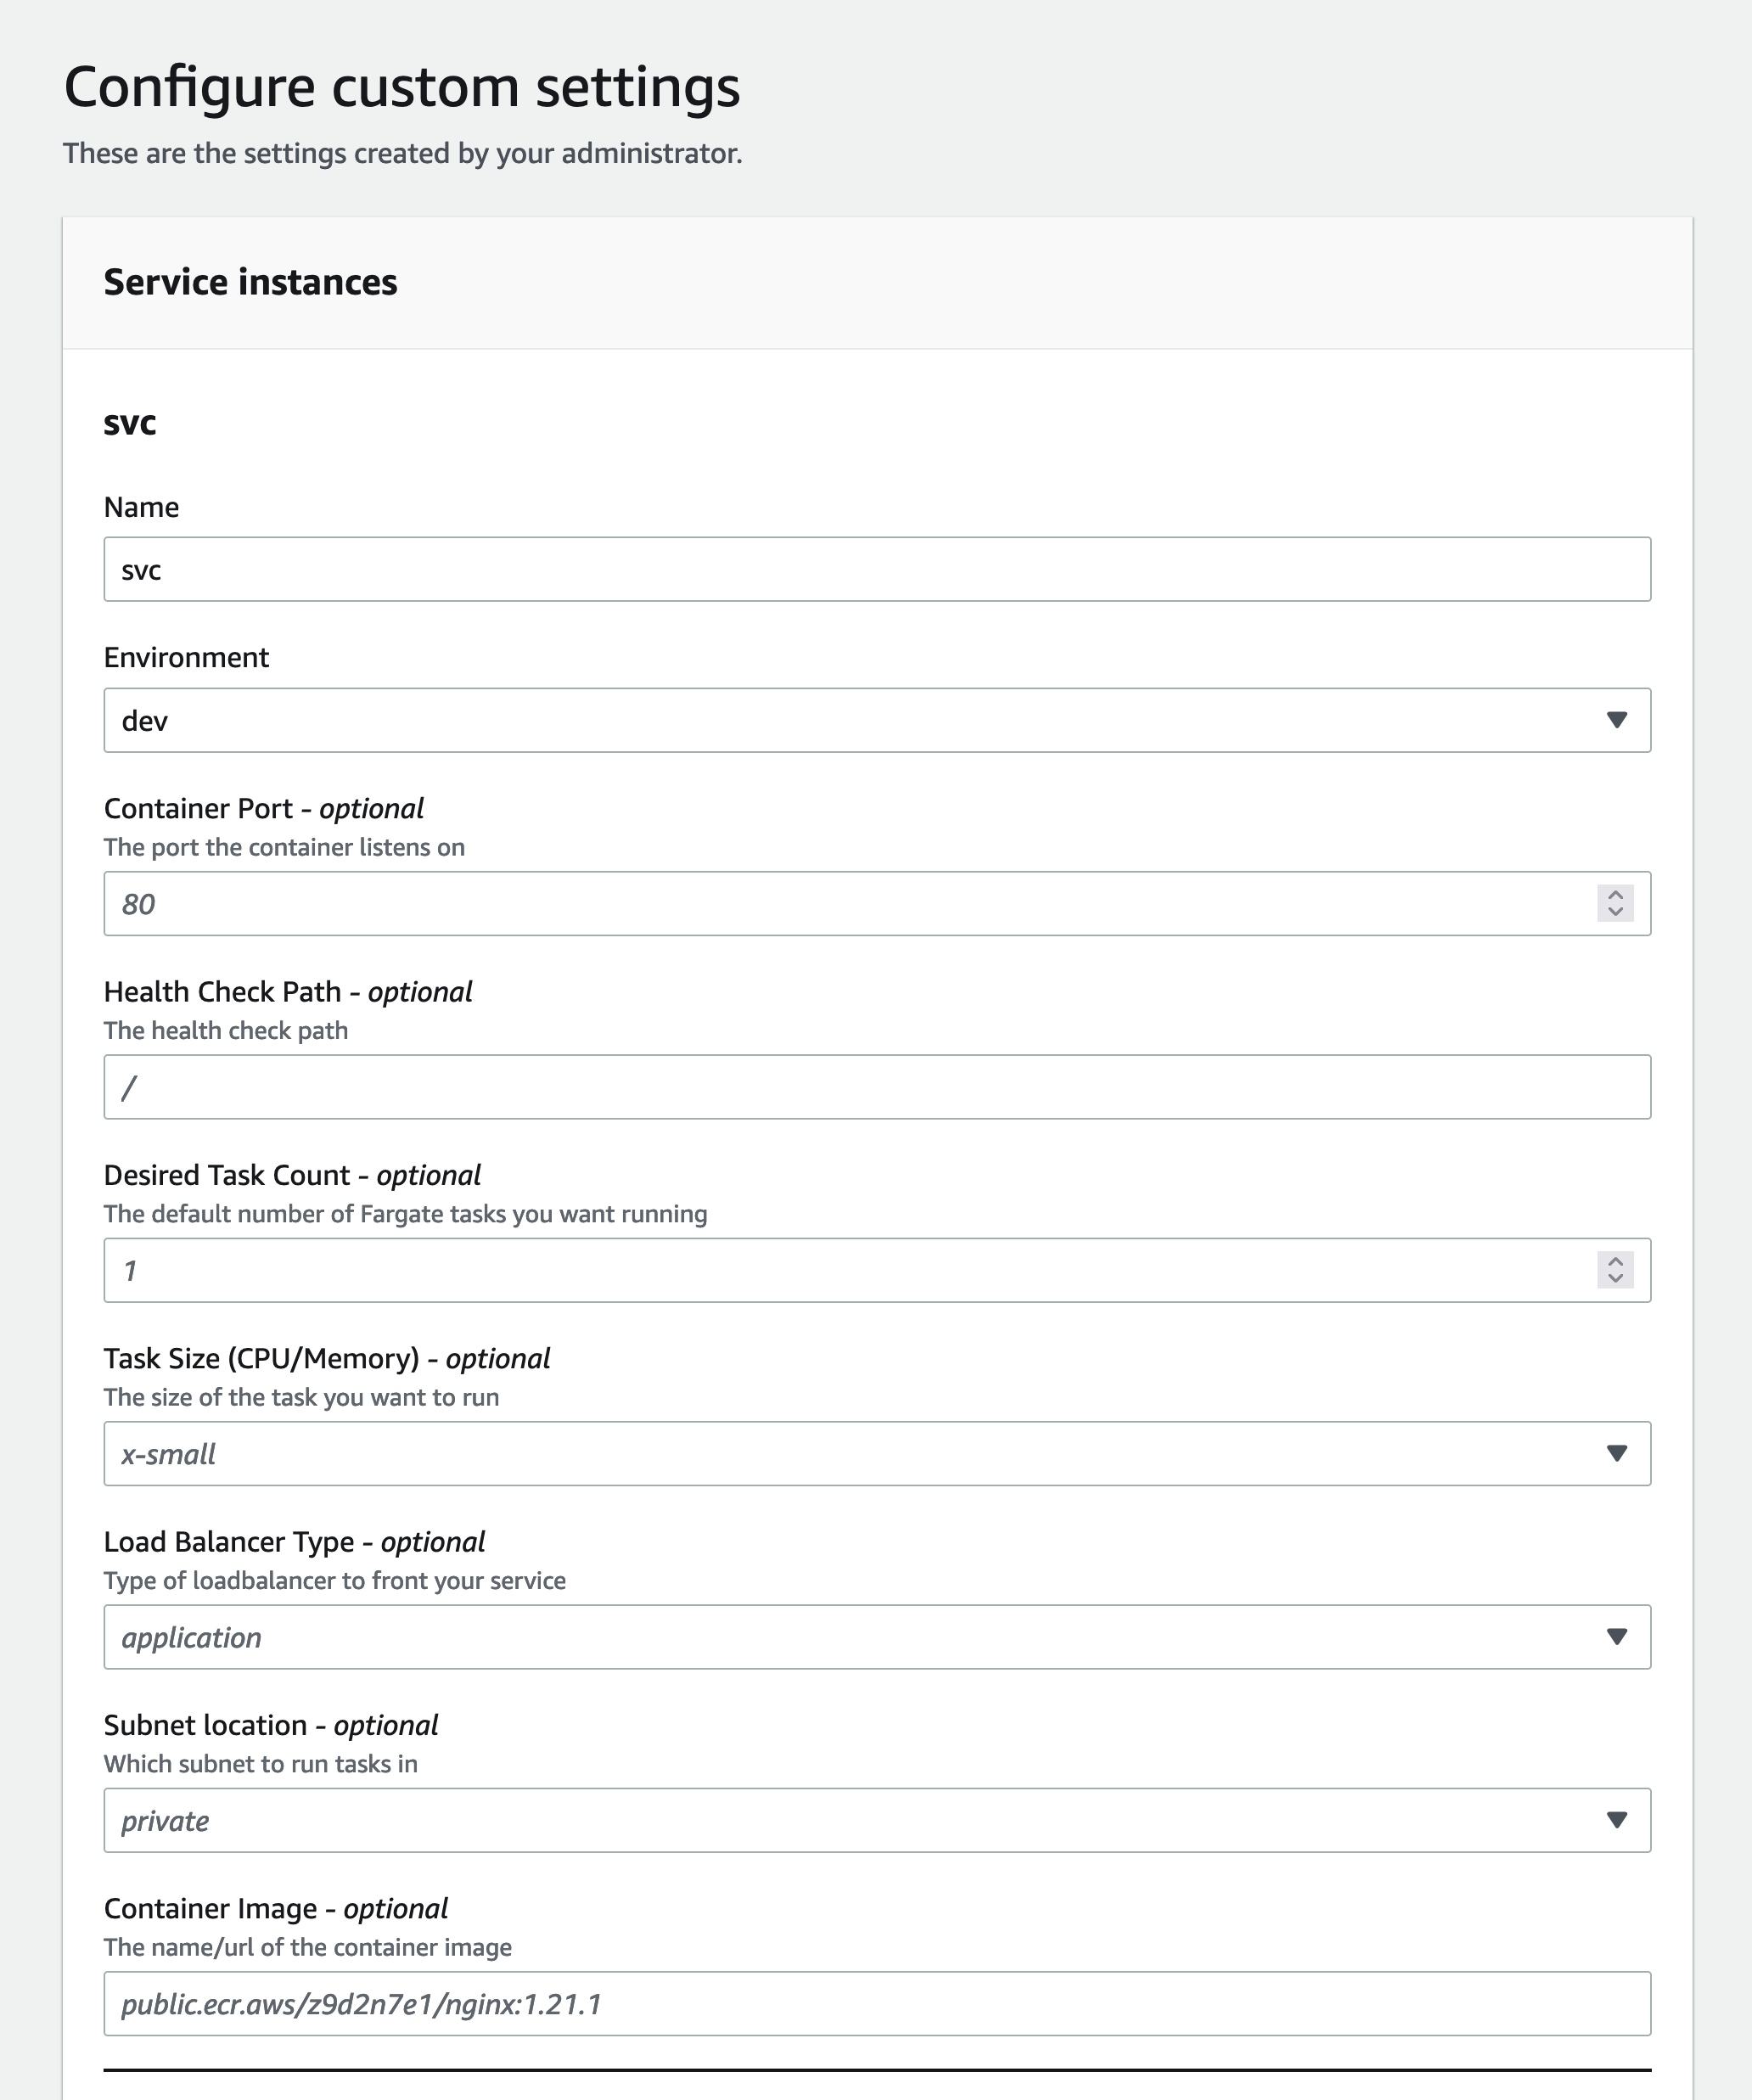 Configure custom settings
These are the settings created by your administrator.
Service instances
svc
Name
svc
Environment
dev
Container Port - optional
The port the container listens on
80
Health Check Path - optional
The health check path
/
Desired Task Count - optional
The default number of Fargate tasks you want running
1
Task Size (CPU/Memory) - optional
The size of the task you want to run
x-small
Load Balancer Type - optional
Type of loadbalancer to front your service
application
Subnet location - optional
Which subnet to run tasks in
private
Container Image - optional
The name/url of the container image
public.ecr.aws/z9d2n7e1/nginx:1.21.1